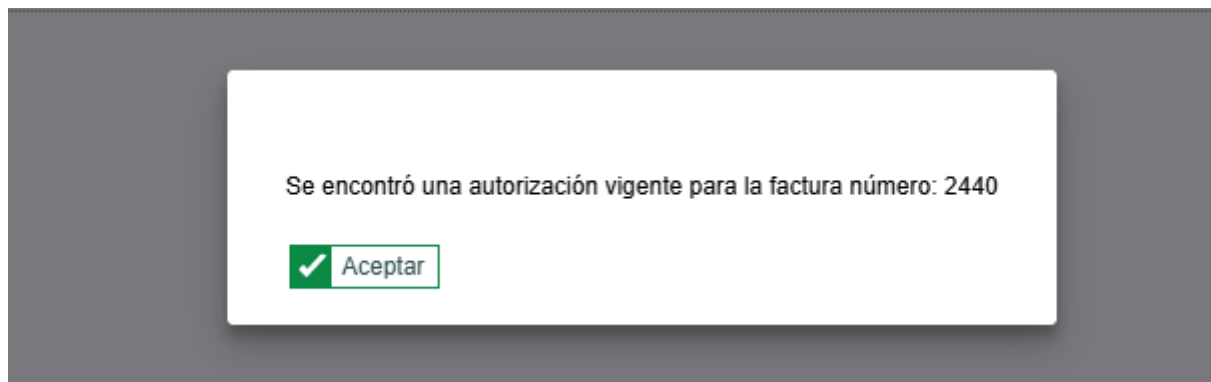 Se encontró una autorización vigente para la factura número: 2440
Aceptar